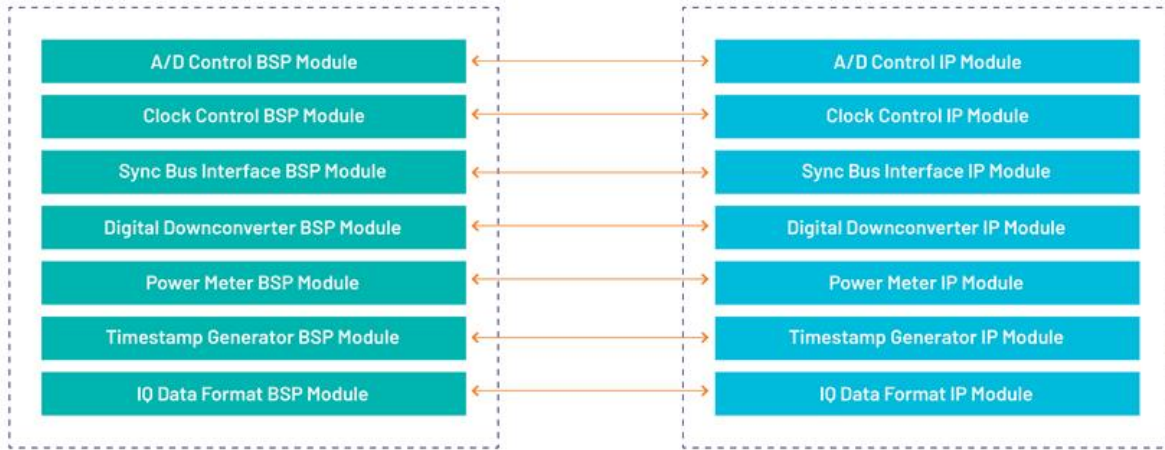 A/D Control BSP Module
A/D Control IP Module
Clock Control BSP Module
Clock Control IP Module
Sync Bus Interface BSP Module
Sync Bus Interface IP Module
Digital Downconverter BSP Module
Digital Downconverter IP Module
Power Meter BSP Module
Power Meter IP Module
Timestamp Generator BSP Module
Timestamp Generator IP Module
IQ Data Format BSP Module
IQ Data Format IP Module